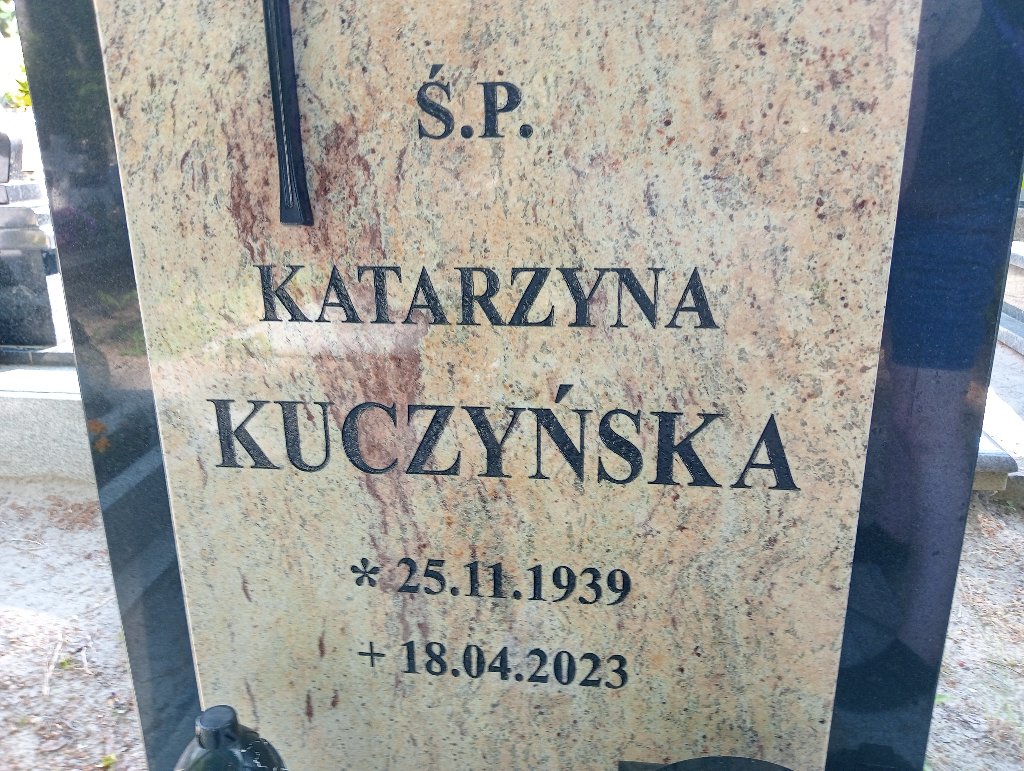 Ś.P.
KATARZYNA
KUCZYŃSKA
* 25.11.1939
+ 18.04.2023